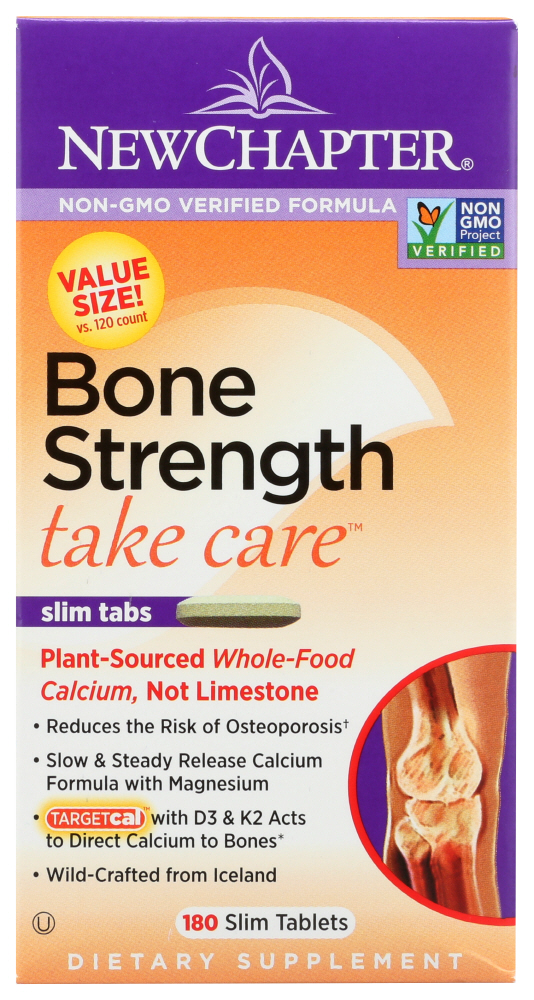 NEWCHAPTER®
NON-GMO VERIFIED FORMULA
NON
GMO
Project
VERIFIED
VALUE
SIZE!
vs. 120 count
Bone
Strength
take care™
slim tabs
Plant-Sourced Whole-Food
Calcium, Not Limestone
• Reduces the Risk of Osteoporosis†
• Slow & Steady Release Calcium
Formula with Magnesium
• TARGETcal™ with D3 & K2 Acts
to Direct Calcium to Bones*
• Wild-Crafted from Iceland
U
180 Slim Tablets
DIETARY SUPPLEMENT